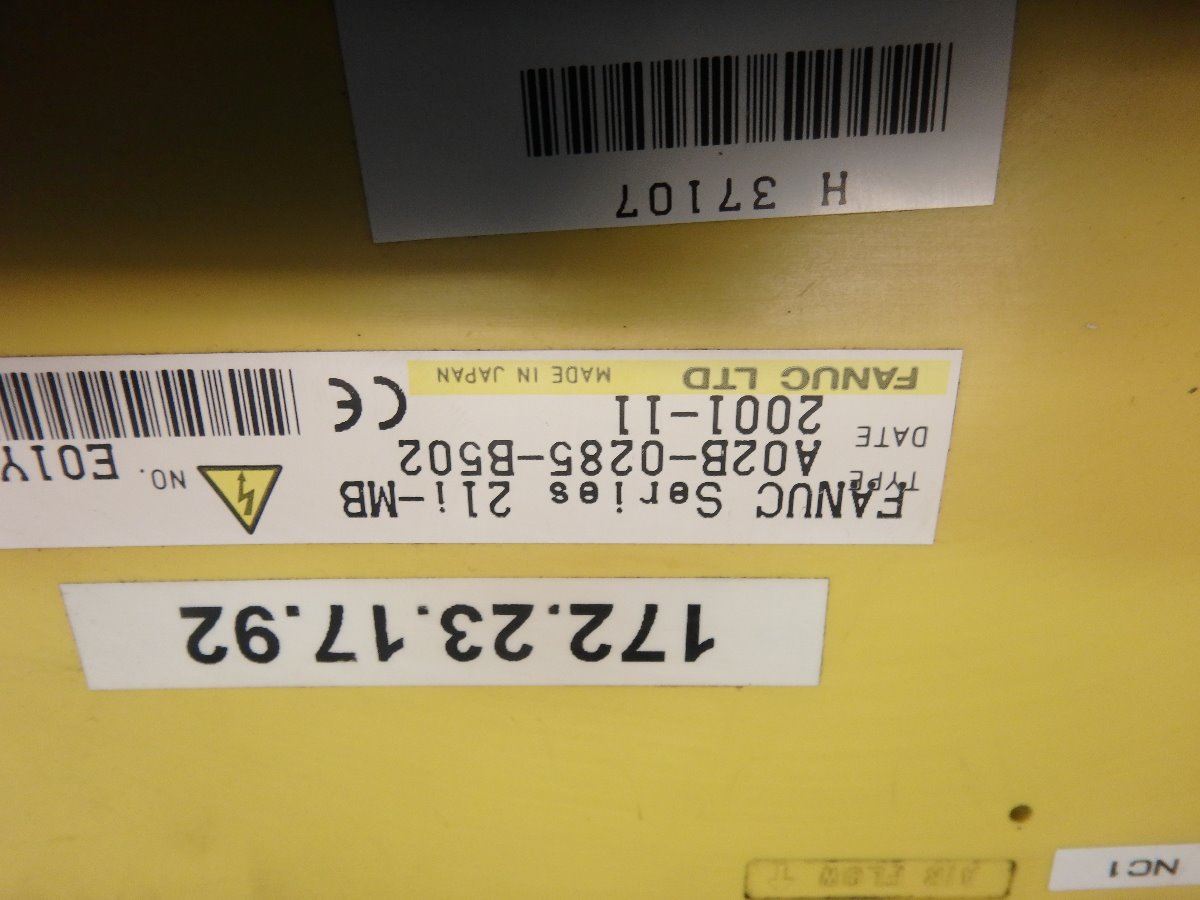 NC1
AIR FLOW
172.23.17.92
FANUC Series 21i-MB
TYPE A02B-0285-B502
NO. E01Y
DATE 2001-11
FANUC LTD MADE IN JAPAN
CE
H 37107